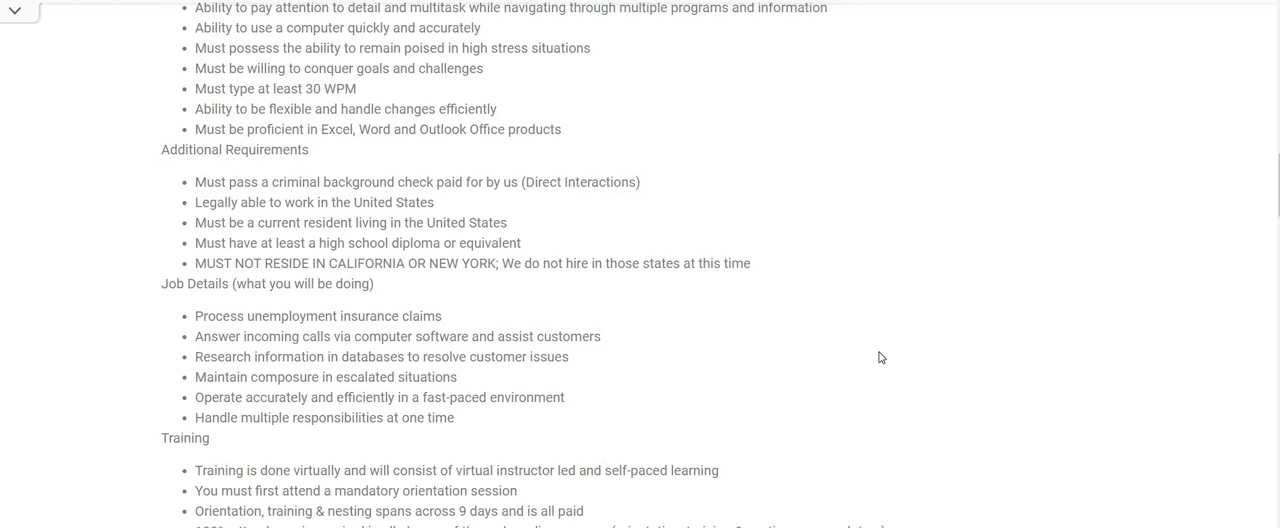 Ability to pay attention to detail and multitask while navigating through multiple programs and information
Ability to use a computer quickly and accurately
Must possess the ability to remain poised in high stress situations
Must be willing to conquer goals and challenges
Must type at least 30 WPM
Ability to be flexible and handle changes efficiently
Must be proficient in Excel, Word and Outlook Office products
Additional Requirements
Must pass a criminal background check paid for by us (Direct Interactions)
Legally able to work in the United States
Must be a current resident living in the United States
Must have at least a high school diploma or equivalent
MUST NOT RESIDE IN CALIFORNIA OR NEW YORK; We do not hire in those states at this time
Job Details (what you will be doing)
Process unemployment insurance claims
Answer incoming calls via computer software and assist customers
Research information in databases to resolve customer issues
Maintain composure in escalated situations
Operate accurately and efficiently in a fast-paced environment
Handle multiple responsibilities at one time
Training
Training is done virtually and will consist of virtual instructor led and self-paced learning
You must first attend a mandatory orientation session
Orientation, training & nesting spans across 9 days and is all paid